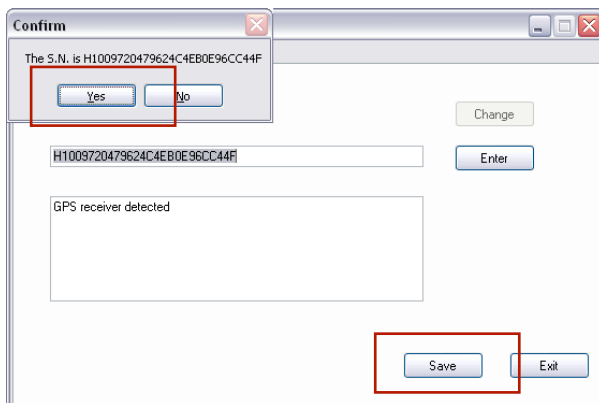 Confirm
The S.N. is H1009720479624C4EB0E96CC44F
Yes No
Change
H1009720479624C4EB0E96CC44F
Enter
GPS receiver detected
Save Exit